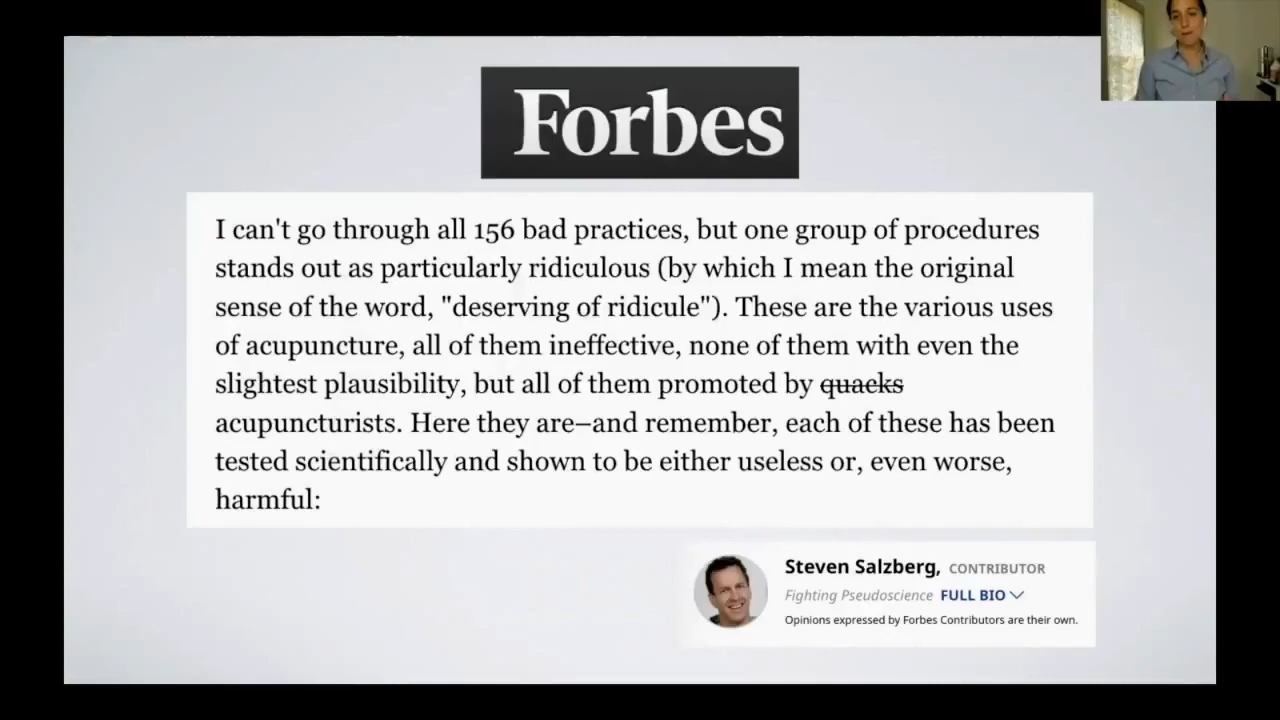 Forbes
I can't go through all 156 bad practices, but one group of procedures
stands out as particularly ridiculous (by which I mean the original
sense of the word, "deserving of ridicule"). These are the various uses
of acupuncture, all of them ineffective, none of them with even the
slightest plausibility, but all of them promoted by quacks
acupuncturists. Here they are–and remember, each of these has been
tested scientifically and shown to be either useless or, even worse,
harmful:
Steven Salzberg, CONTRIBUTOR
Fighting Pseudoscience FULL BIO
Opinions expressed by Forbes Contributors are their own.